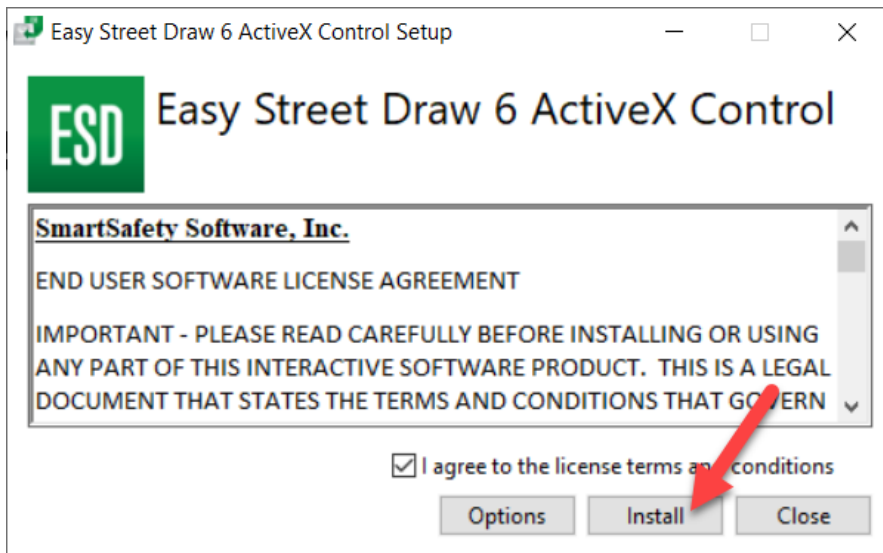 Easy Street Draw 6 ActiveX Control Setup
ESD
Easy Street Draw 6 ActiveX Control
SmartSafety Software, Inc.
END USER SOFTWARE LICENSE AGREEMENT
IMPORTANT - PLEASE READ CAREFULLY BEFORE INSTALLING OR USING
ANY PART OF THIS INTERACTIVE SOFTWARE PRODUCT.  THIS IS A LEGAL
DOCUMENT THAT STATES THE TERMS AND CONDITIONS THAT GOVERN
I agree to the license terms and conditions
Options Install Close